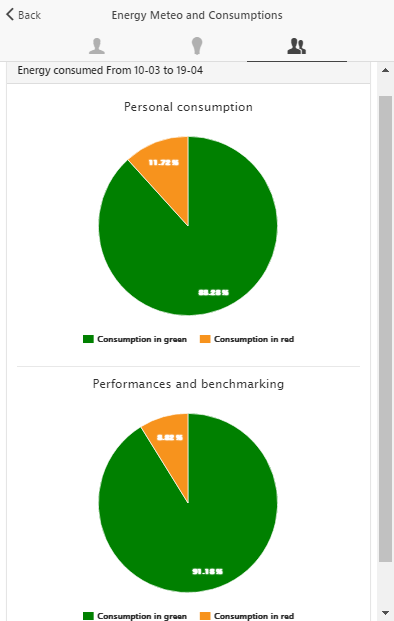 Back
Energy Meteo and Consumptions
Energy consumed From 10-03 to 19-04
Personal consumption
11.72 %
88.28 %
Consumption in green
Consumption in red
Performances and benchmarking
8.82 %
91.18 %
Consumption in green
Consumption in red